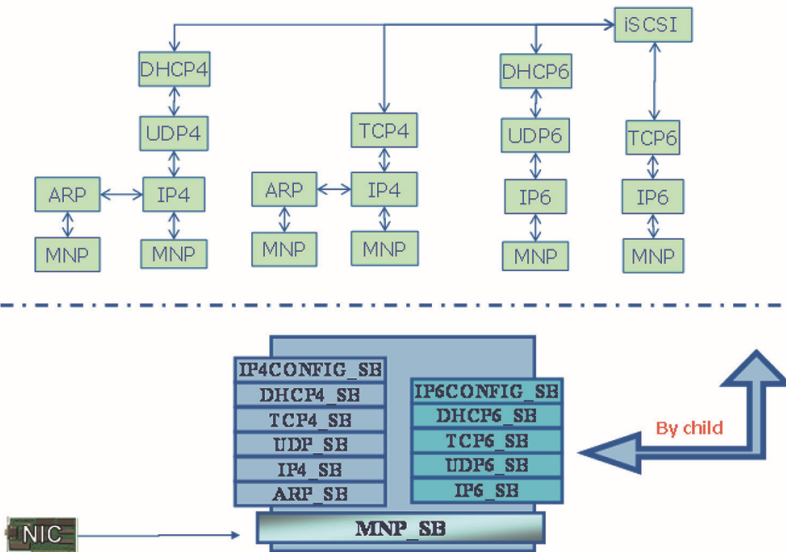 iSCSI
DHCP4
DHCP6
UDP4
TCP4
UDP6
TCP6
ARP
IP4
ARP
IP4
IP6
IP6
MNP
MNP
MNP
MNP
MNP
MNP
IP4CONFIG_SB
DHCP4_SB
TCP4_SB
UDP_SB
IP4_SB
ARP_SB
IP6CONFIG_SB
DHCP6_SB
TCP6_SB
UDP6_SB
IP6_SB
By child
NIC
MNP_SB